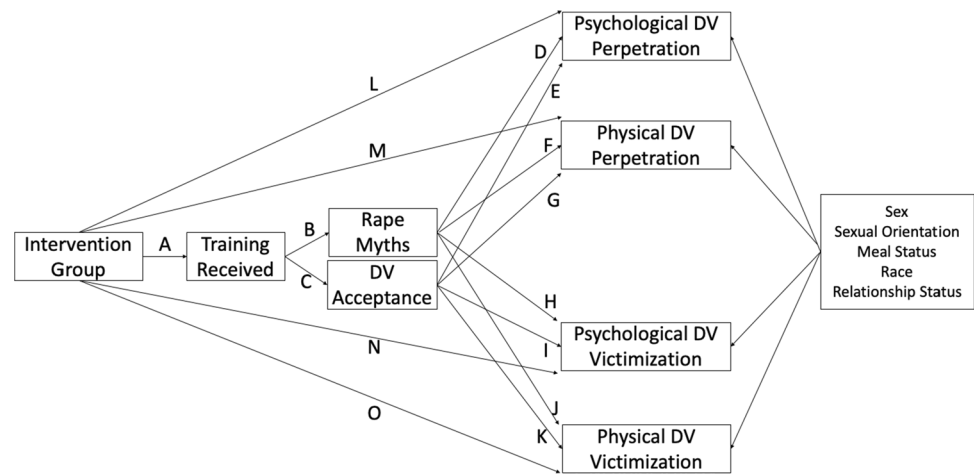 Psychological DV
Perpetration
D
E
L
Physical DV
Perpetration
F
M
G
Sex
Sexual Orientation
Meal Status
Race
Relationship Status
Intervention
Group
A
Training
Received
B
C
Rape
Myths
DV
Acceptance
H
I
N
Psychological DV
Victimization
J
O
K
Physical DV
Victimization